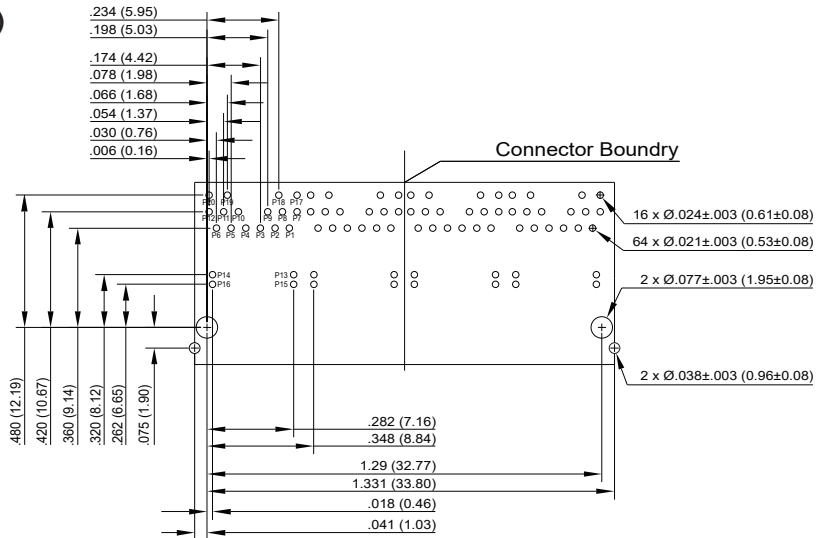 .234 (5.95)
.198 (5.03)
.174 (4.42)
.078 (1.98)
.066 (1.68)
.054 (1.37)
.030 (0.76)
.006 (0.16)
Connector Boundry
P20 P19 P18 P17
P12 P11 P10 P9 P8 P7
P6 P5 P4 P3 P2 P1
P14 P13
P16 P15
16 x Ø.024±.003 (0.61±0.08)
64 x Ø.021±.003 (0.53±0.08)
2 x Ø.077±.003 (1.95±0.08)
2 x Ø.038±.003 (0.96±0.08)
.480 (12.19)
.420 (10.67)
.360 (9.14)
.320 (8.12)
.262 (6.65)
.075 (1.90)
.282 (7.16)
.348 (8.84)
1.29 (32.77)
1.331 (33.80)
.018 (0.46)
.041 (1.03)